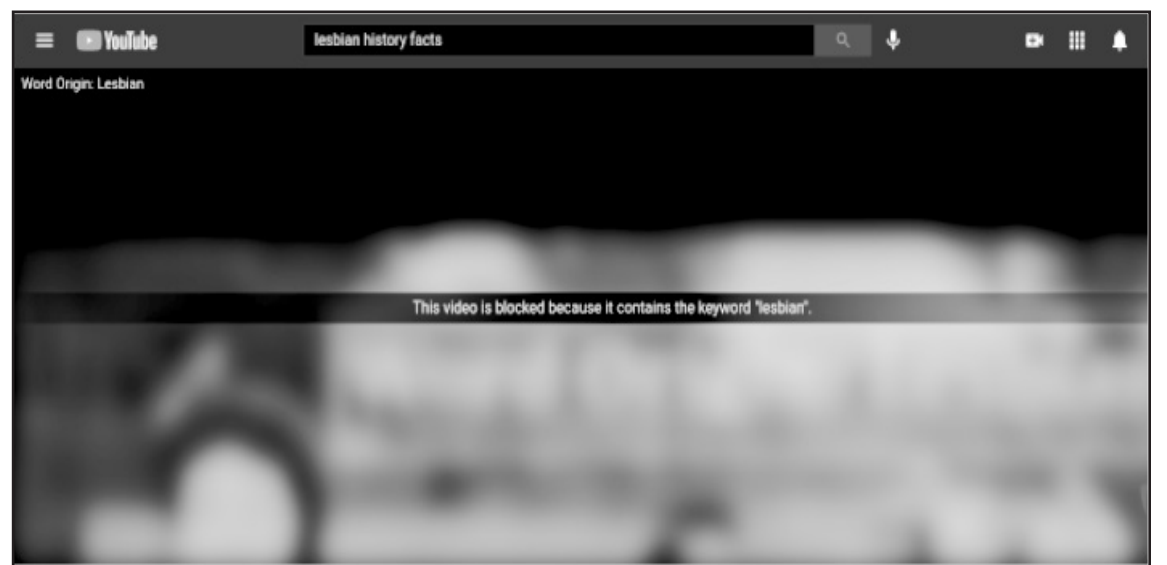 YouTube
lesbian history facts
Word Origin: Lesbian
This video is blocked because it contains the keyword "lesbian".